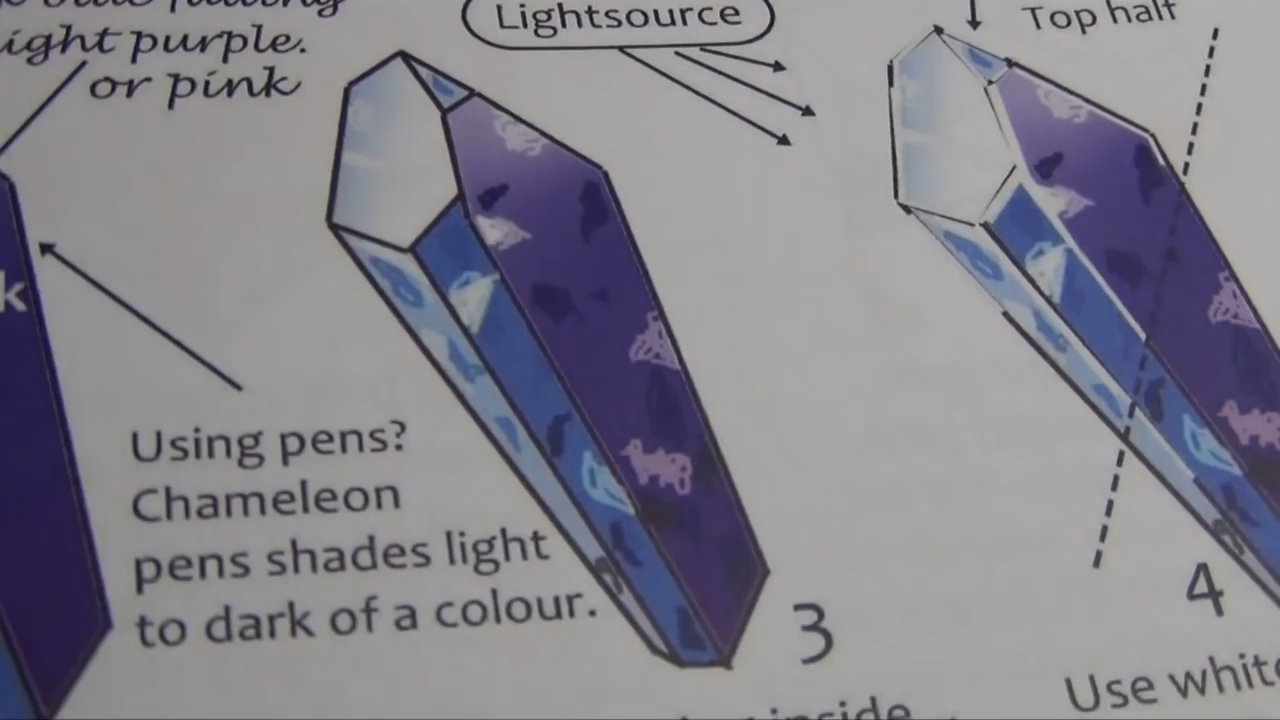 ight purple.
or pink
Lightsource
Top half
k
Using pens?
Chameleon
pens shades light
to dark of a colour.
3
4
Use white
inside